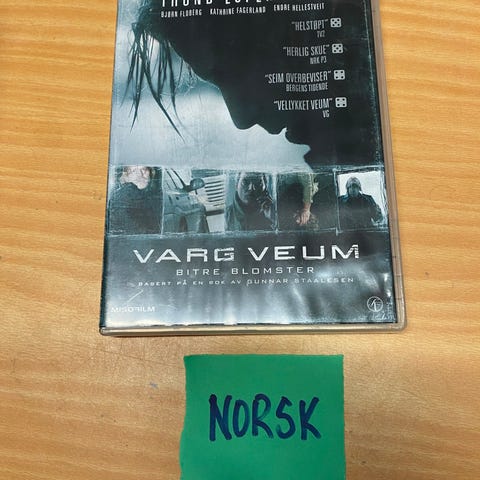 BJØRN FLOBERG KATHRINE FAGERLAND ENDRE HELLESTVEIT
"HELSTØPT"
TV2
"HERLIG SKUE"
NRK P3
"SEIM OVERBEVISER"
BERGENS TIDENDE
"VELLYKKET VEUM"
VG
VARG VEUM
BITRE BLOMSTER
BASERT PÅ EN BOK AV GUNNAR STAALESEN
MISOFILM
NORSK